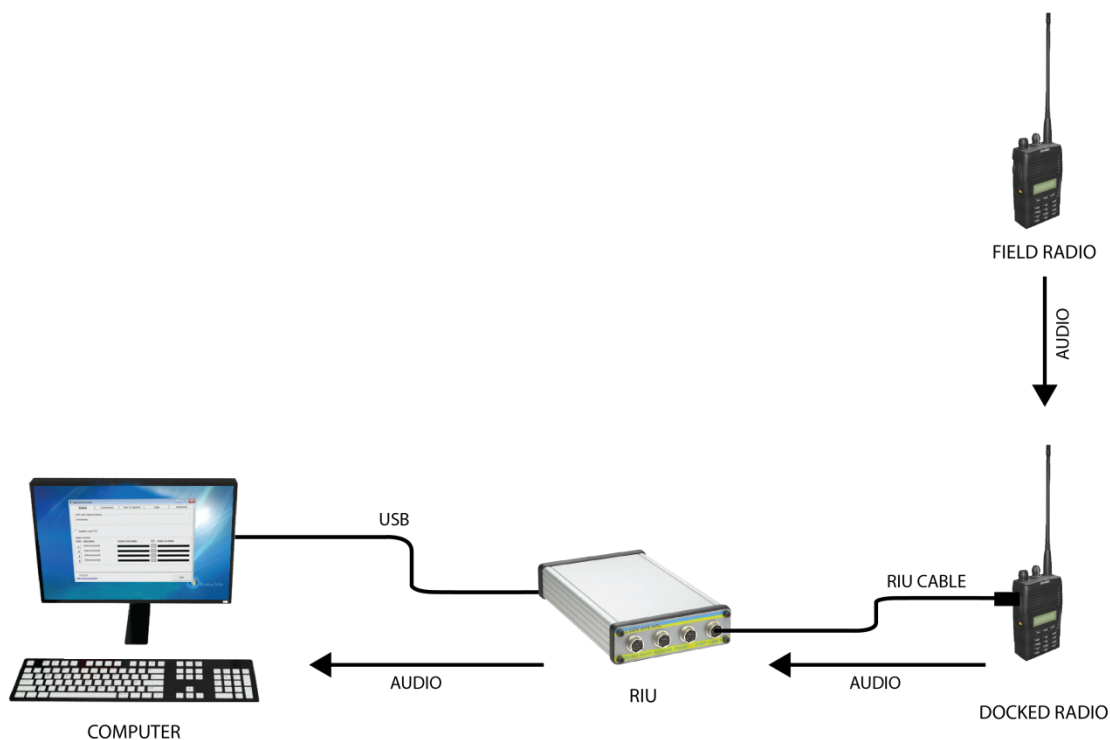 FIELD RADIO
AUDIO
USB
RIU CABLE
AUDIO
AUDIO
RIU
DOCKED RADIO
COMPUTER